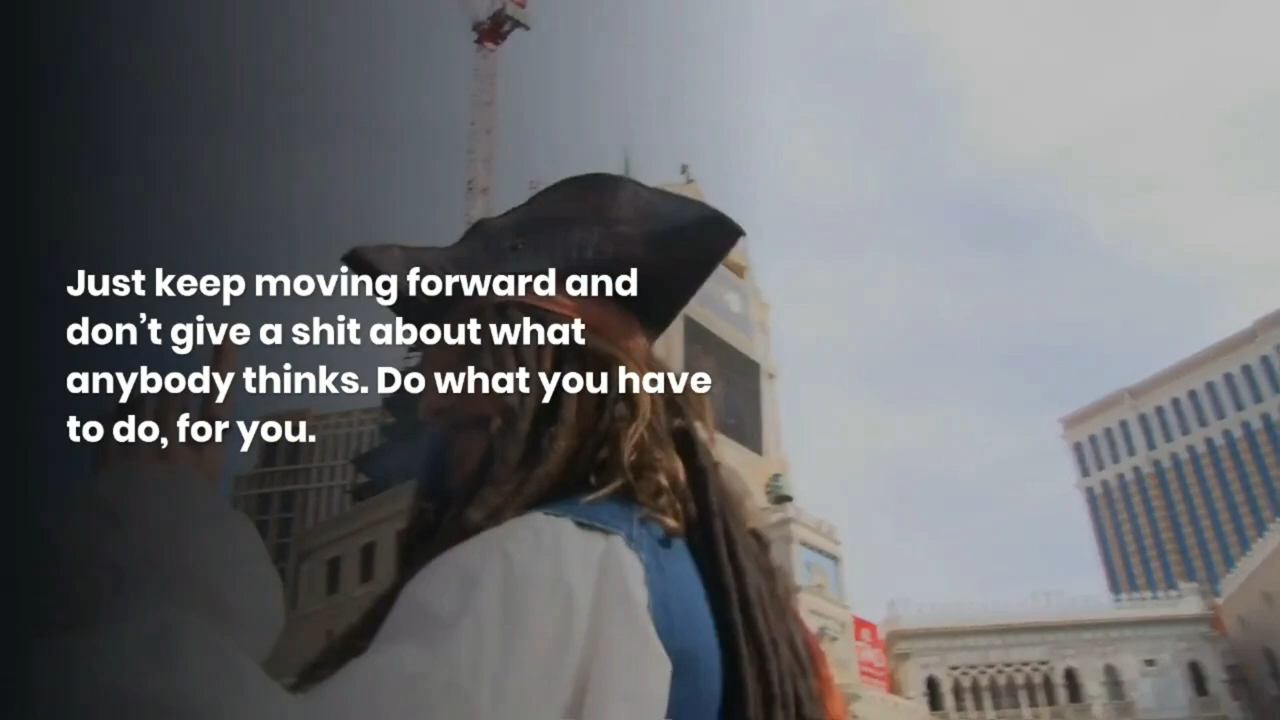 Just keep moving forward and
don’t give a shit about what
anybody thinks. Do what you have
to do, for you.